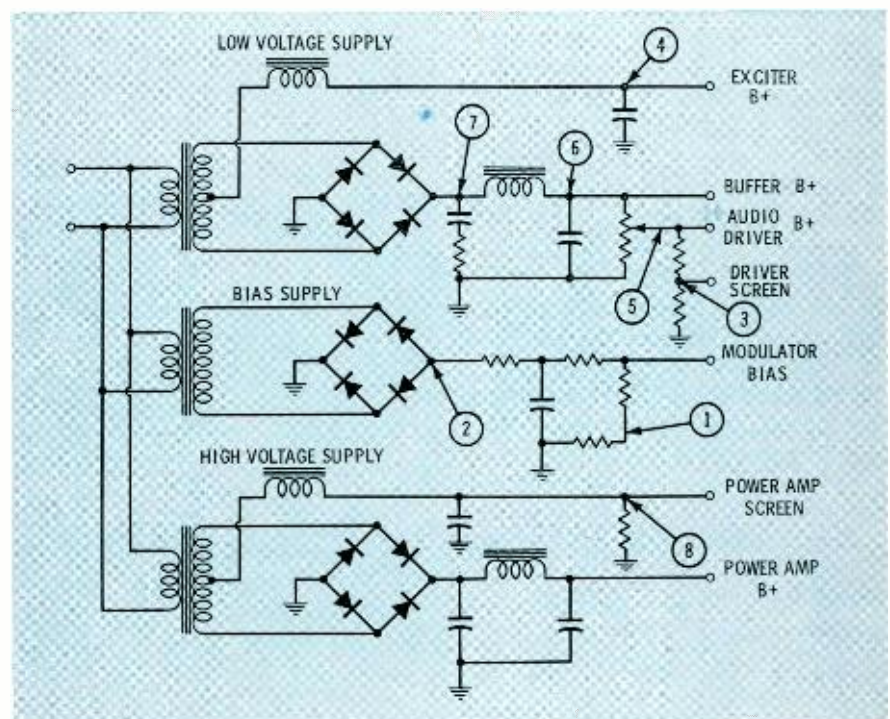 LOW VOLTAGE SUPPLY
4
EXCITER
B+
7
6
BUFFER B+
AUDIO
DRIVER B+
DRIVER
SCREEN
5
3
BIAS SUPPLY
MODULATOR
BIAS
2
1
HIGH VOLTAGE SUPPLY
POWER AMP
SCREEN
8
POWER AMP
B+